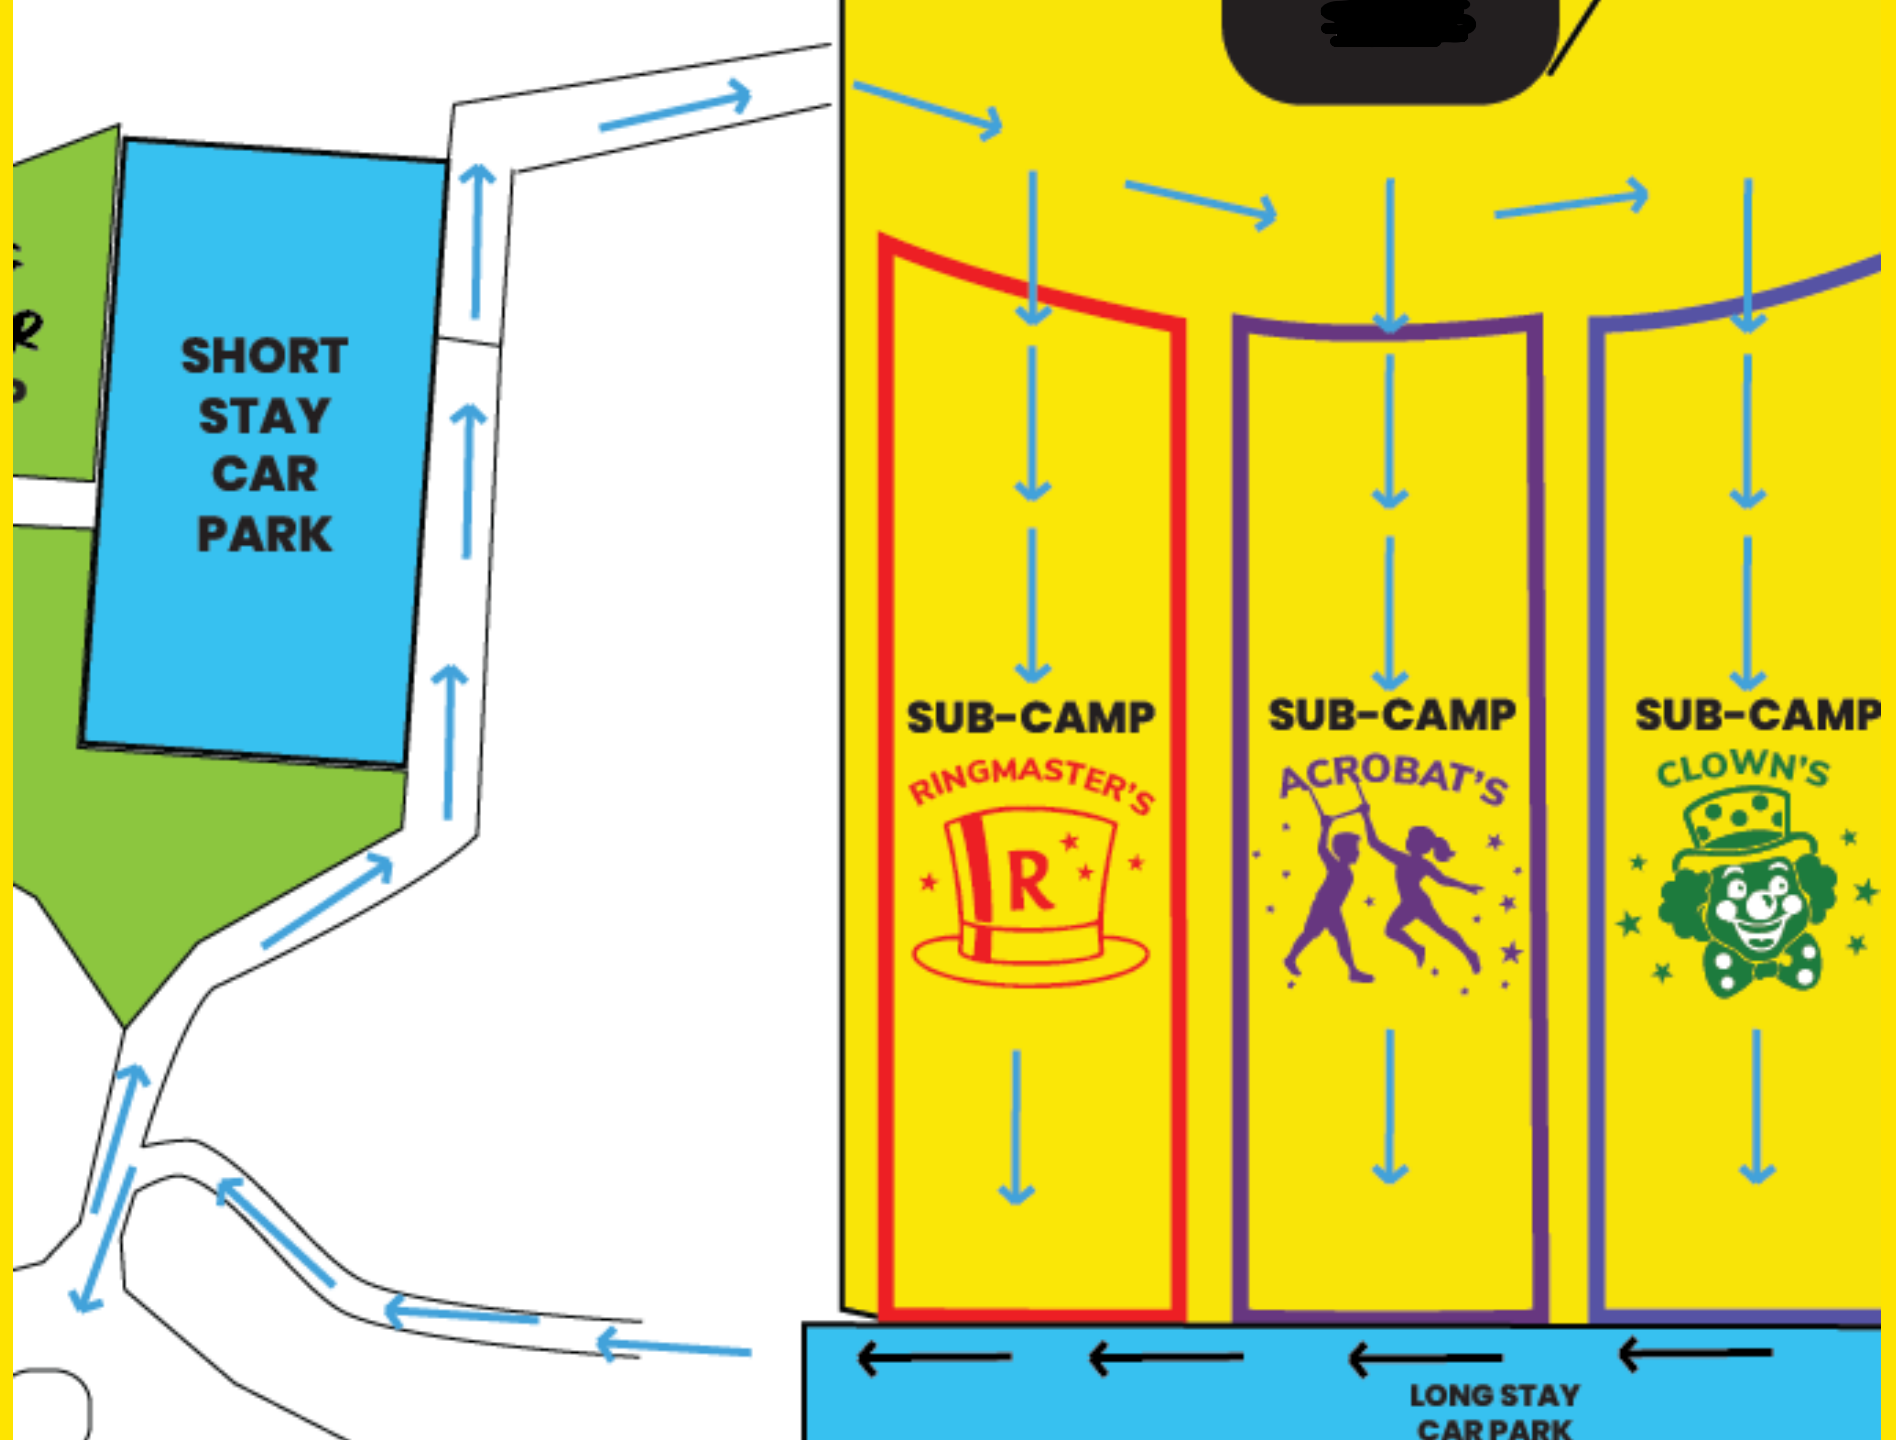 SHORT
STAY
CAR
PARK
SUB-CAMP
RINGMASTER'S
R
SUB-CAMP
ACROBAT'S
SUB-CAMP
CLOWN'S
LONG STAY
CAR PARK